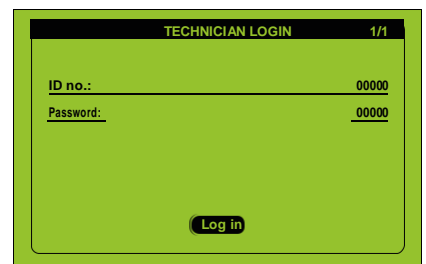 TECHNICIAN LOGIN 1/1
ID no.: 00000
Password: 00000
Log in